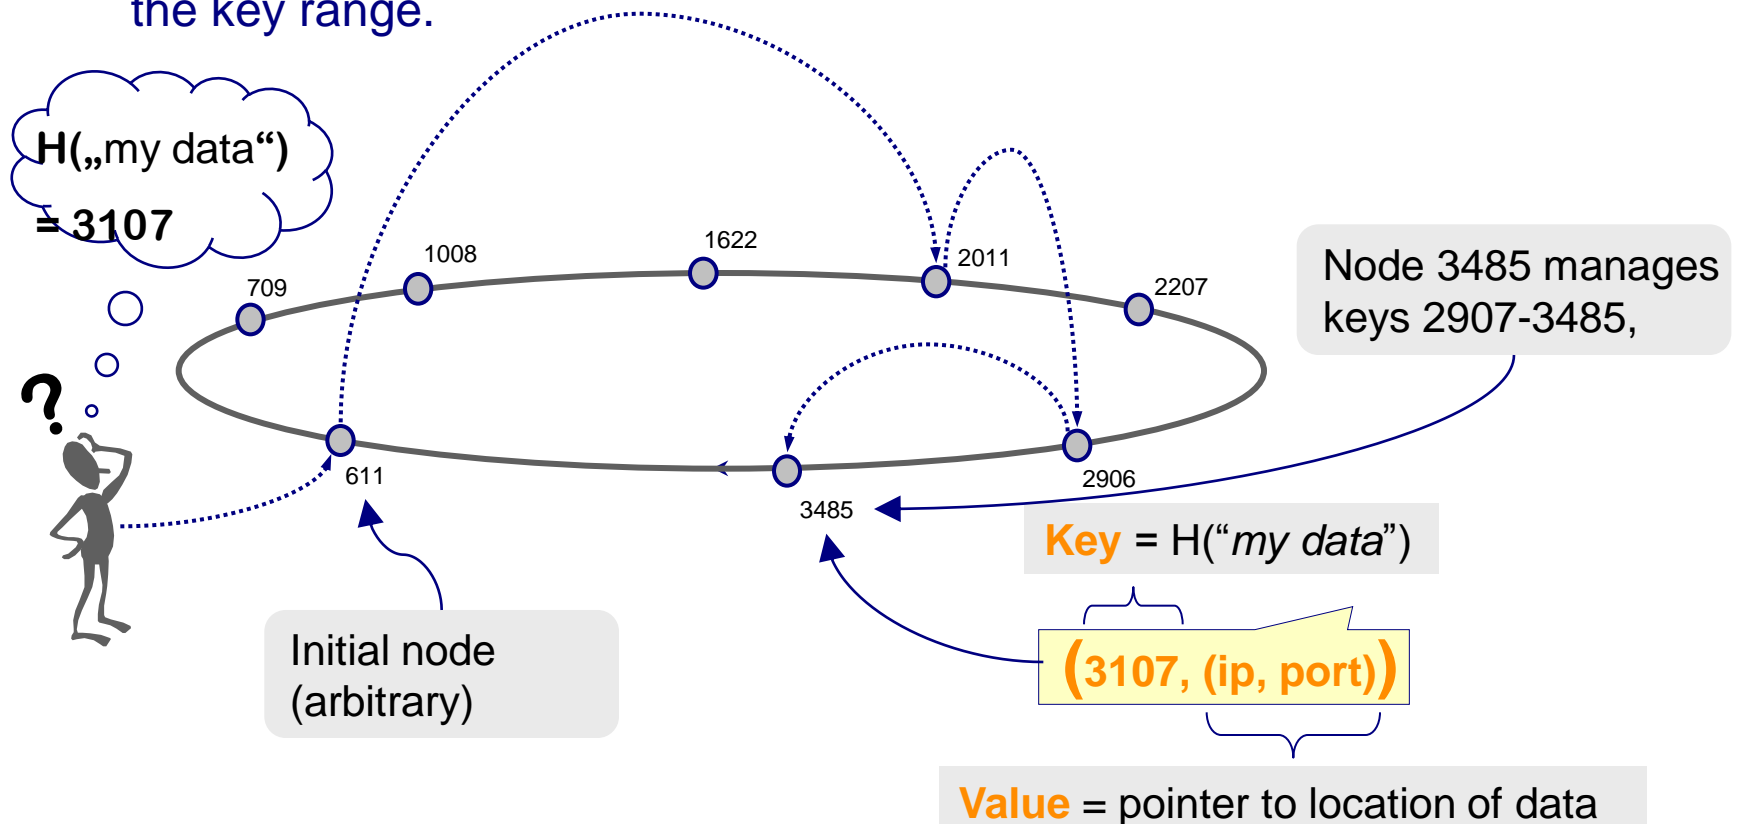 the key range.
H(„my data“)
= 3107
?
709
1008
1622
2011
2207
Node 3485 manages
keys 2907-3485,
611
3485
2906
Key = H(“my data”)
Initial node
(arbitrary)
(3107, (ip, port))
Value = pointer to location of data